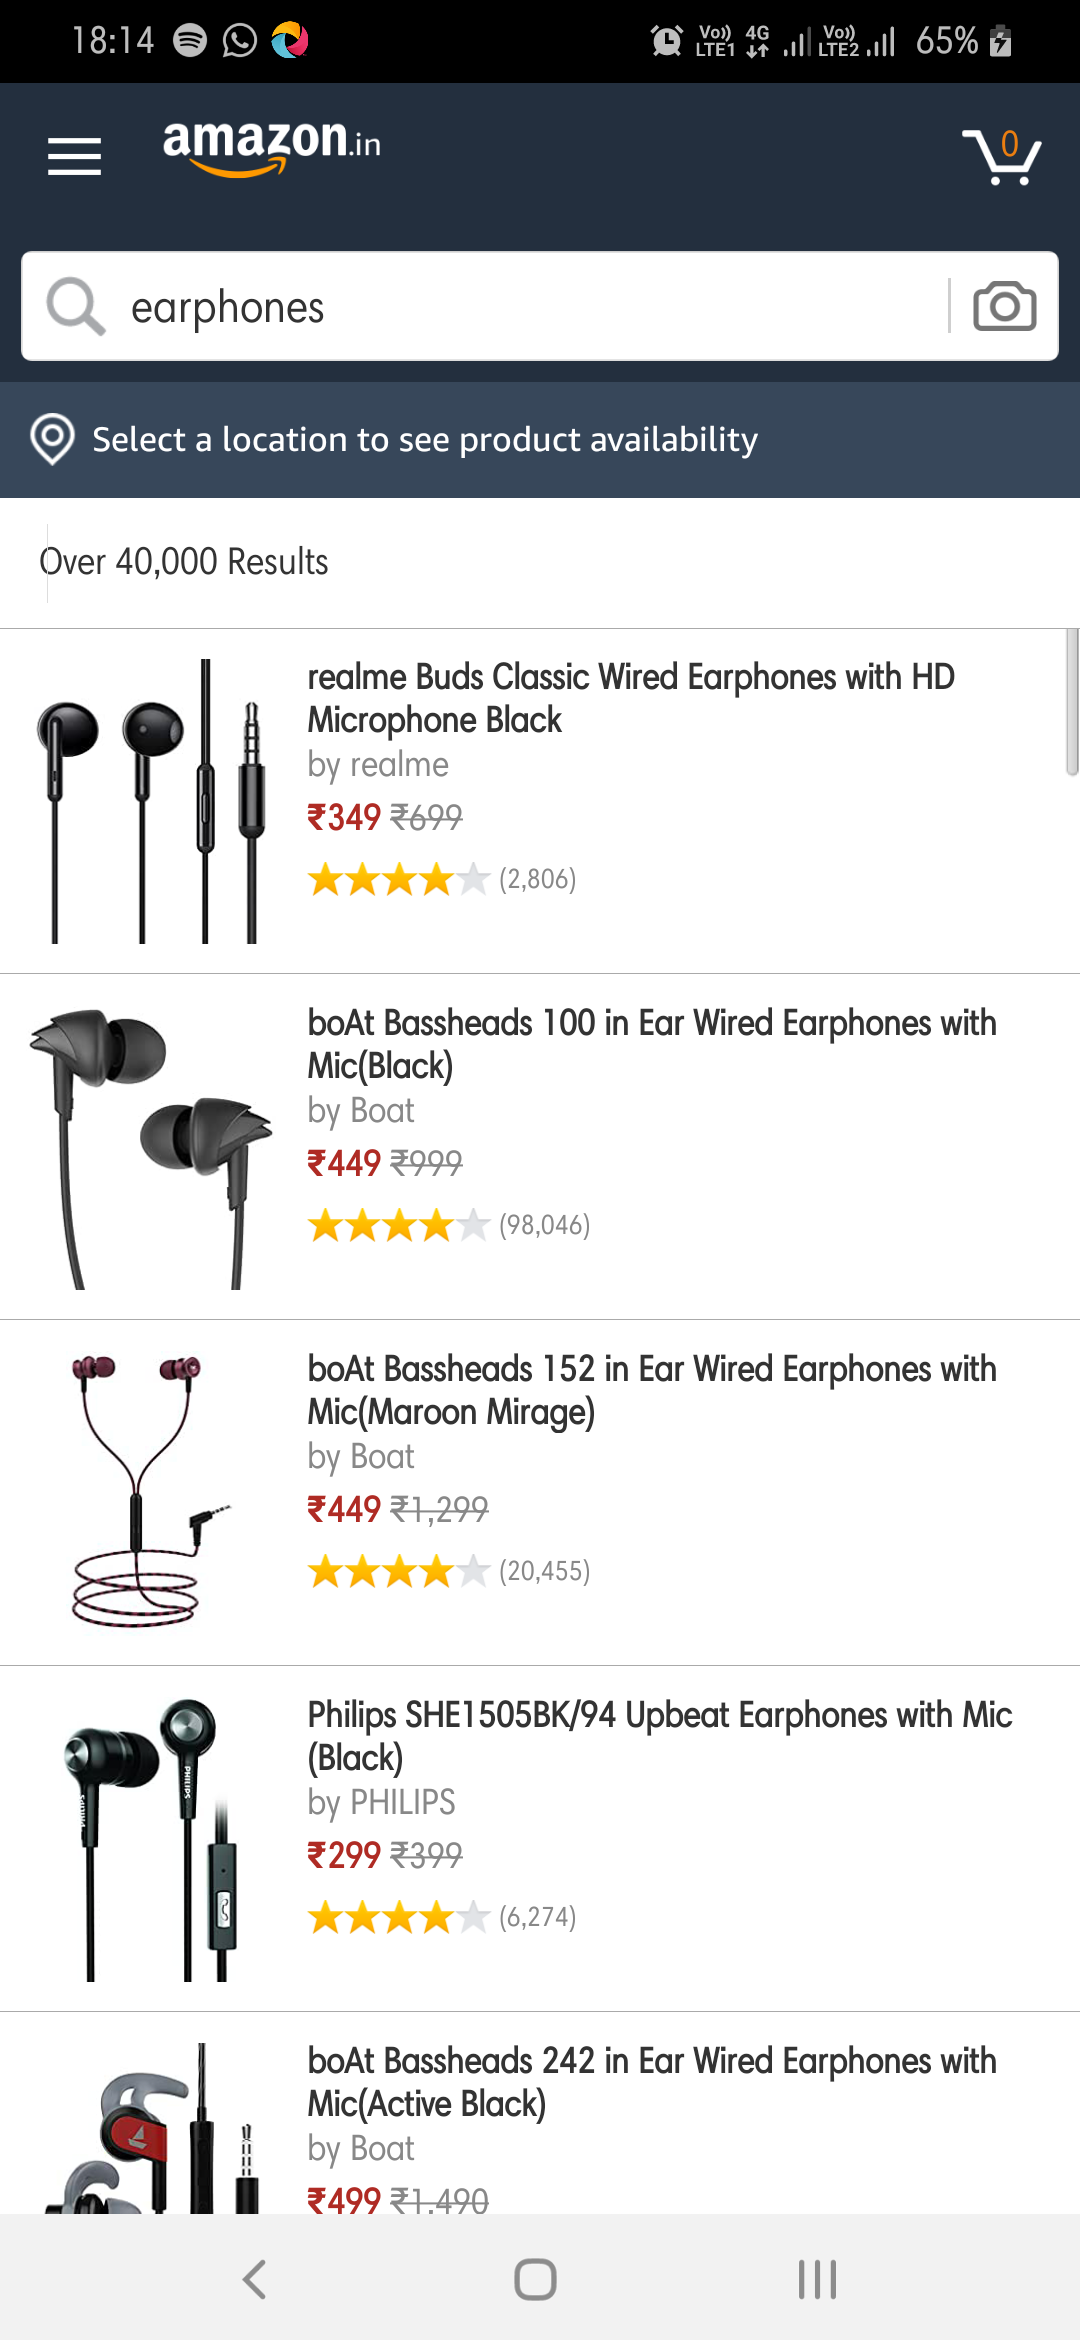 18:14 Vo)) LTE1 4G Vo)) LTE2 65%
amazon.in
0
earphones
Select a location to see product availability
Over 40,000 Results
realme Buds Classic Wired Earphones with HD
Microphone Black
by realme
₹349 ₹699
(2,806)
boAt Bassheads 100 in Ear Wired Earphones with
Mic(Black)
by Boat
₹449 ₹999
(98,046)
boAt Bassheads 152 in Ear Wired Earphones with
Mic(Maroon Mirage)
by Boat
₹449 ₹1,299
(20,455)
Philips SHE1505BK/94 Upbeat Earphones with Mic
(Black)
by PHILIPS
₹299 ₹399
(6,274)
PHILIPS
PHILIPS
boAt Bassheads 242 in Ear Wired Earphones with
Mic(Active Black)
by Boat
₹499 ₹1,490